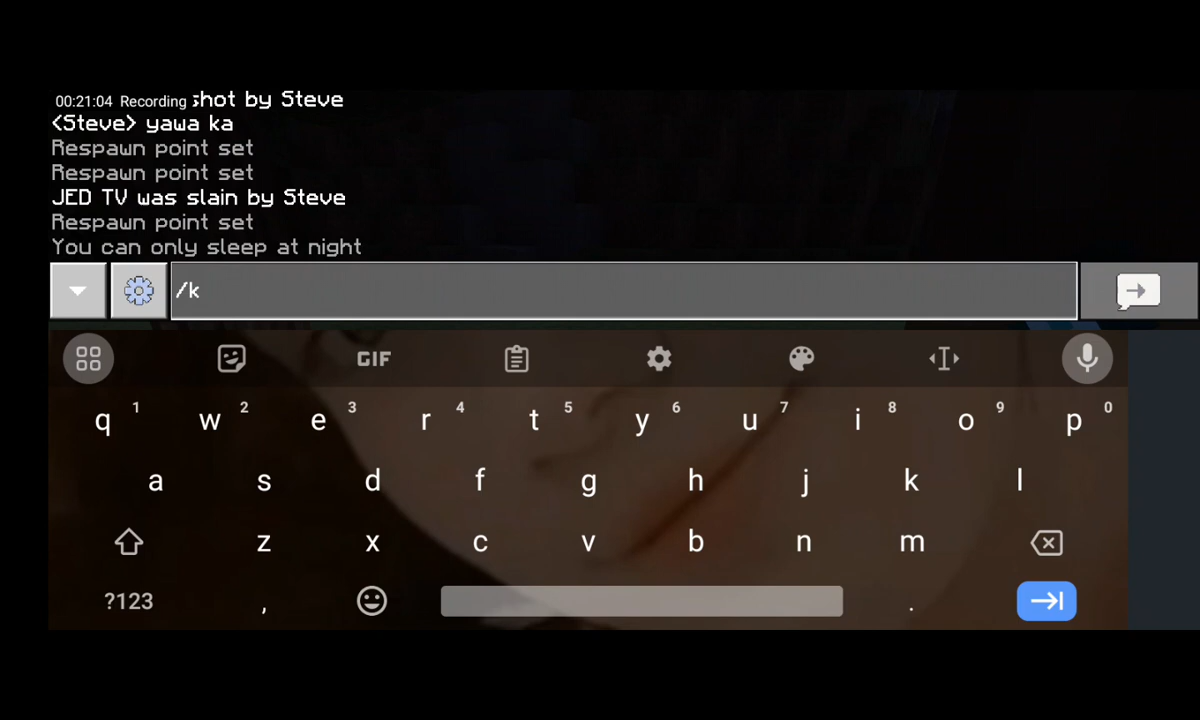 00:21:04 Recording shot by Steve
<Steve> yawa ka
Respawn point set
Respawn point set
JED TV was slain by Steve
Respawn point set
You can only sleep at night
/k
GIF
q 1 w 2 e 3 r 4 t 5 y 6 u 7 i 8 o 9 p 0
a s d f g h j k l
z x c v b n m
?123 , .